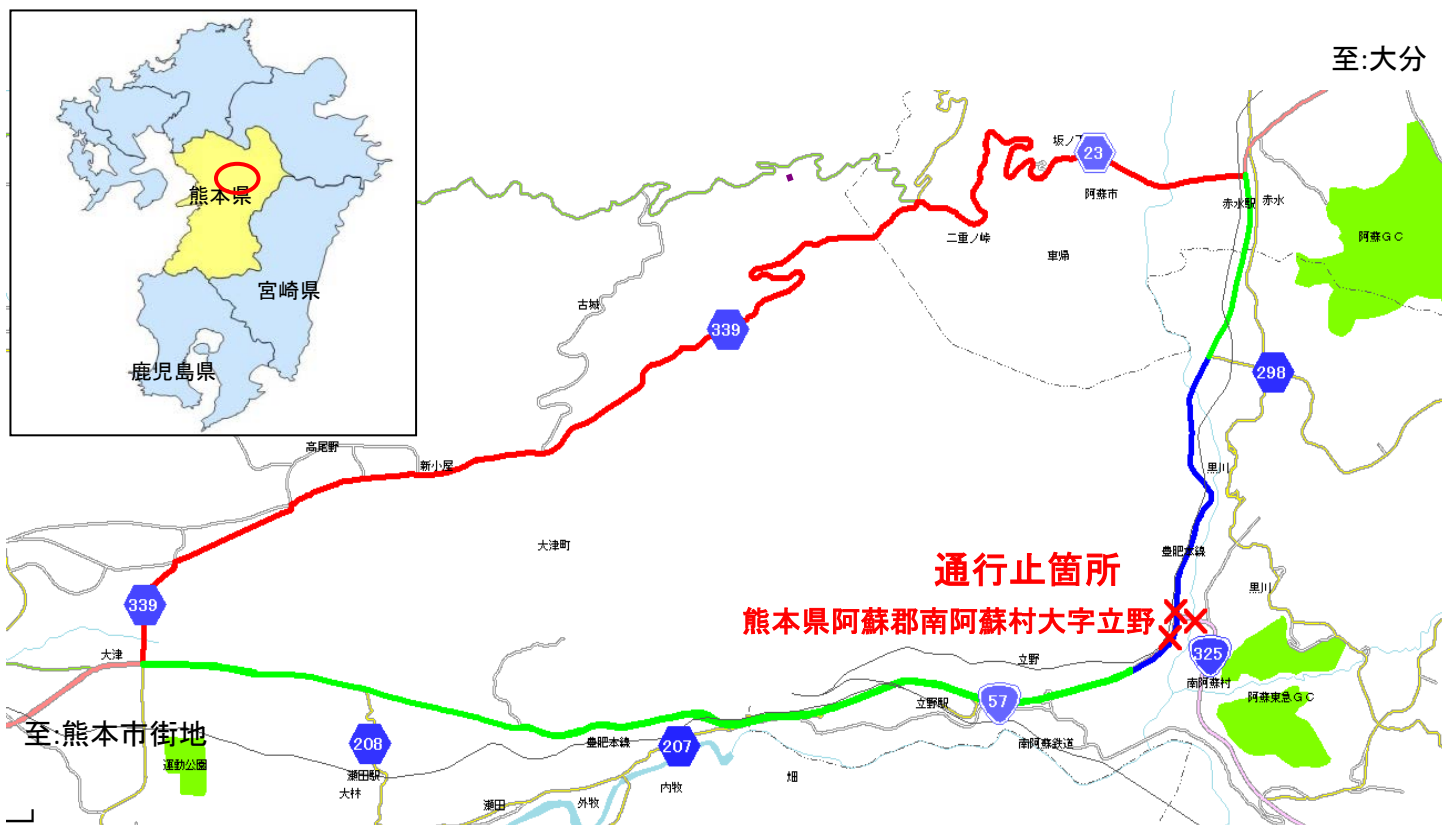 至:大分
熊本県
宮崎県
鹿児島県
坂ノ下
23
阿蘇市
赤水駅
赤水
阿蘇GC
二重ノ峠
車帰
古城
339
298
高尾野
新小屋
黒川
大津町
豊肥本線
通行止箇所
黒川
339
熊本県阿蘇郡南阿蘇村大字立野
大津
立野
325
南阿蘇村
阿蘇東急GC
立野駅
57
至:熊本市街地
208
豊肥本線
207
南阿蘇鉄道
運動公園
瀬田駅
畑
大林
内牧
瀬田
外牧